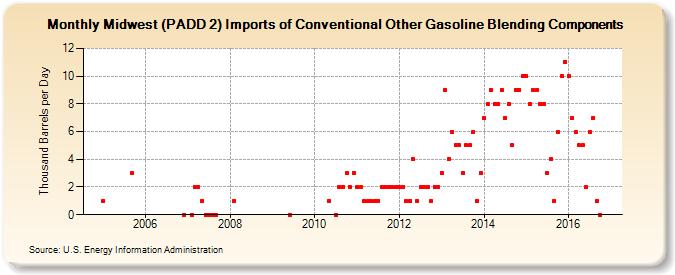 Monthly Midwest (PADD 2) Imports of Conventional Other Gasoline Blending Components
Thousand Barrels per Day
12
10
8
6
4
2
0
2006 2008 2010 2012 2014 2016
Source: U.S. Energy Information Administration